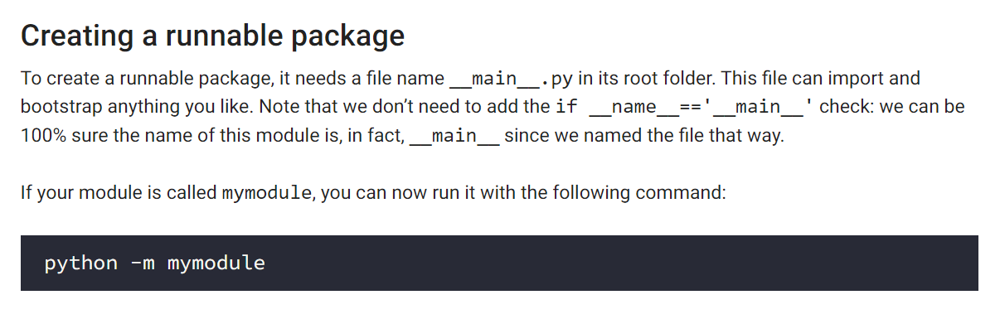 Creating a runnable package
To create a runnable package, it needs a file name __main__.py in its root folder. This file can import and
bootstrap anything you like. Note that we don’t need to add the if __name__=='__main__' check: we can be
100% sure the name of this module is, in fact, __main__ since we named the file that way.
If your module is called mymodule, you can now run it with the following command:
python -m mymodule